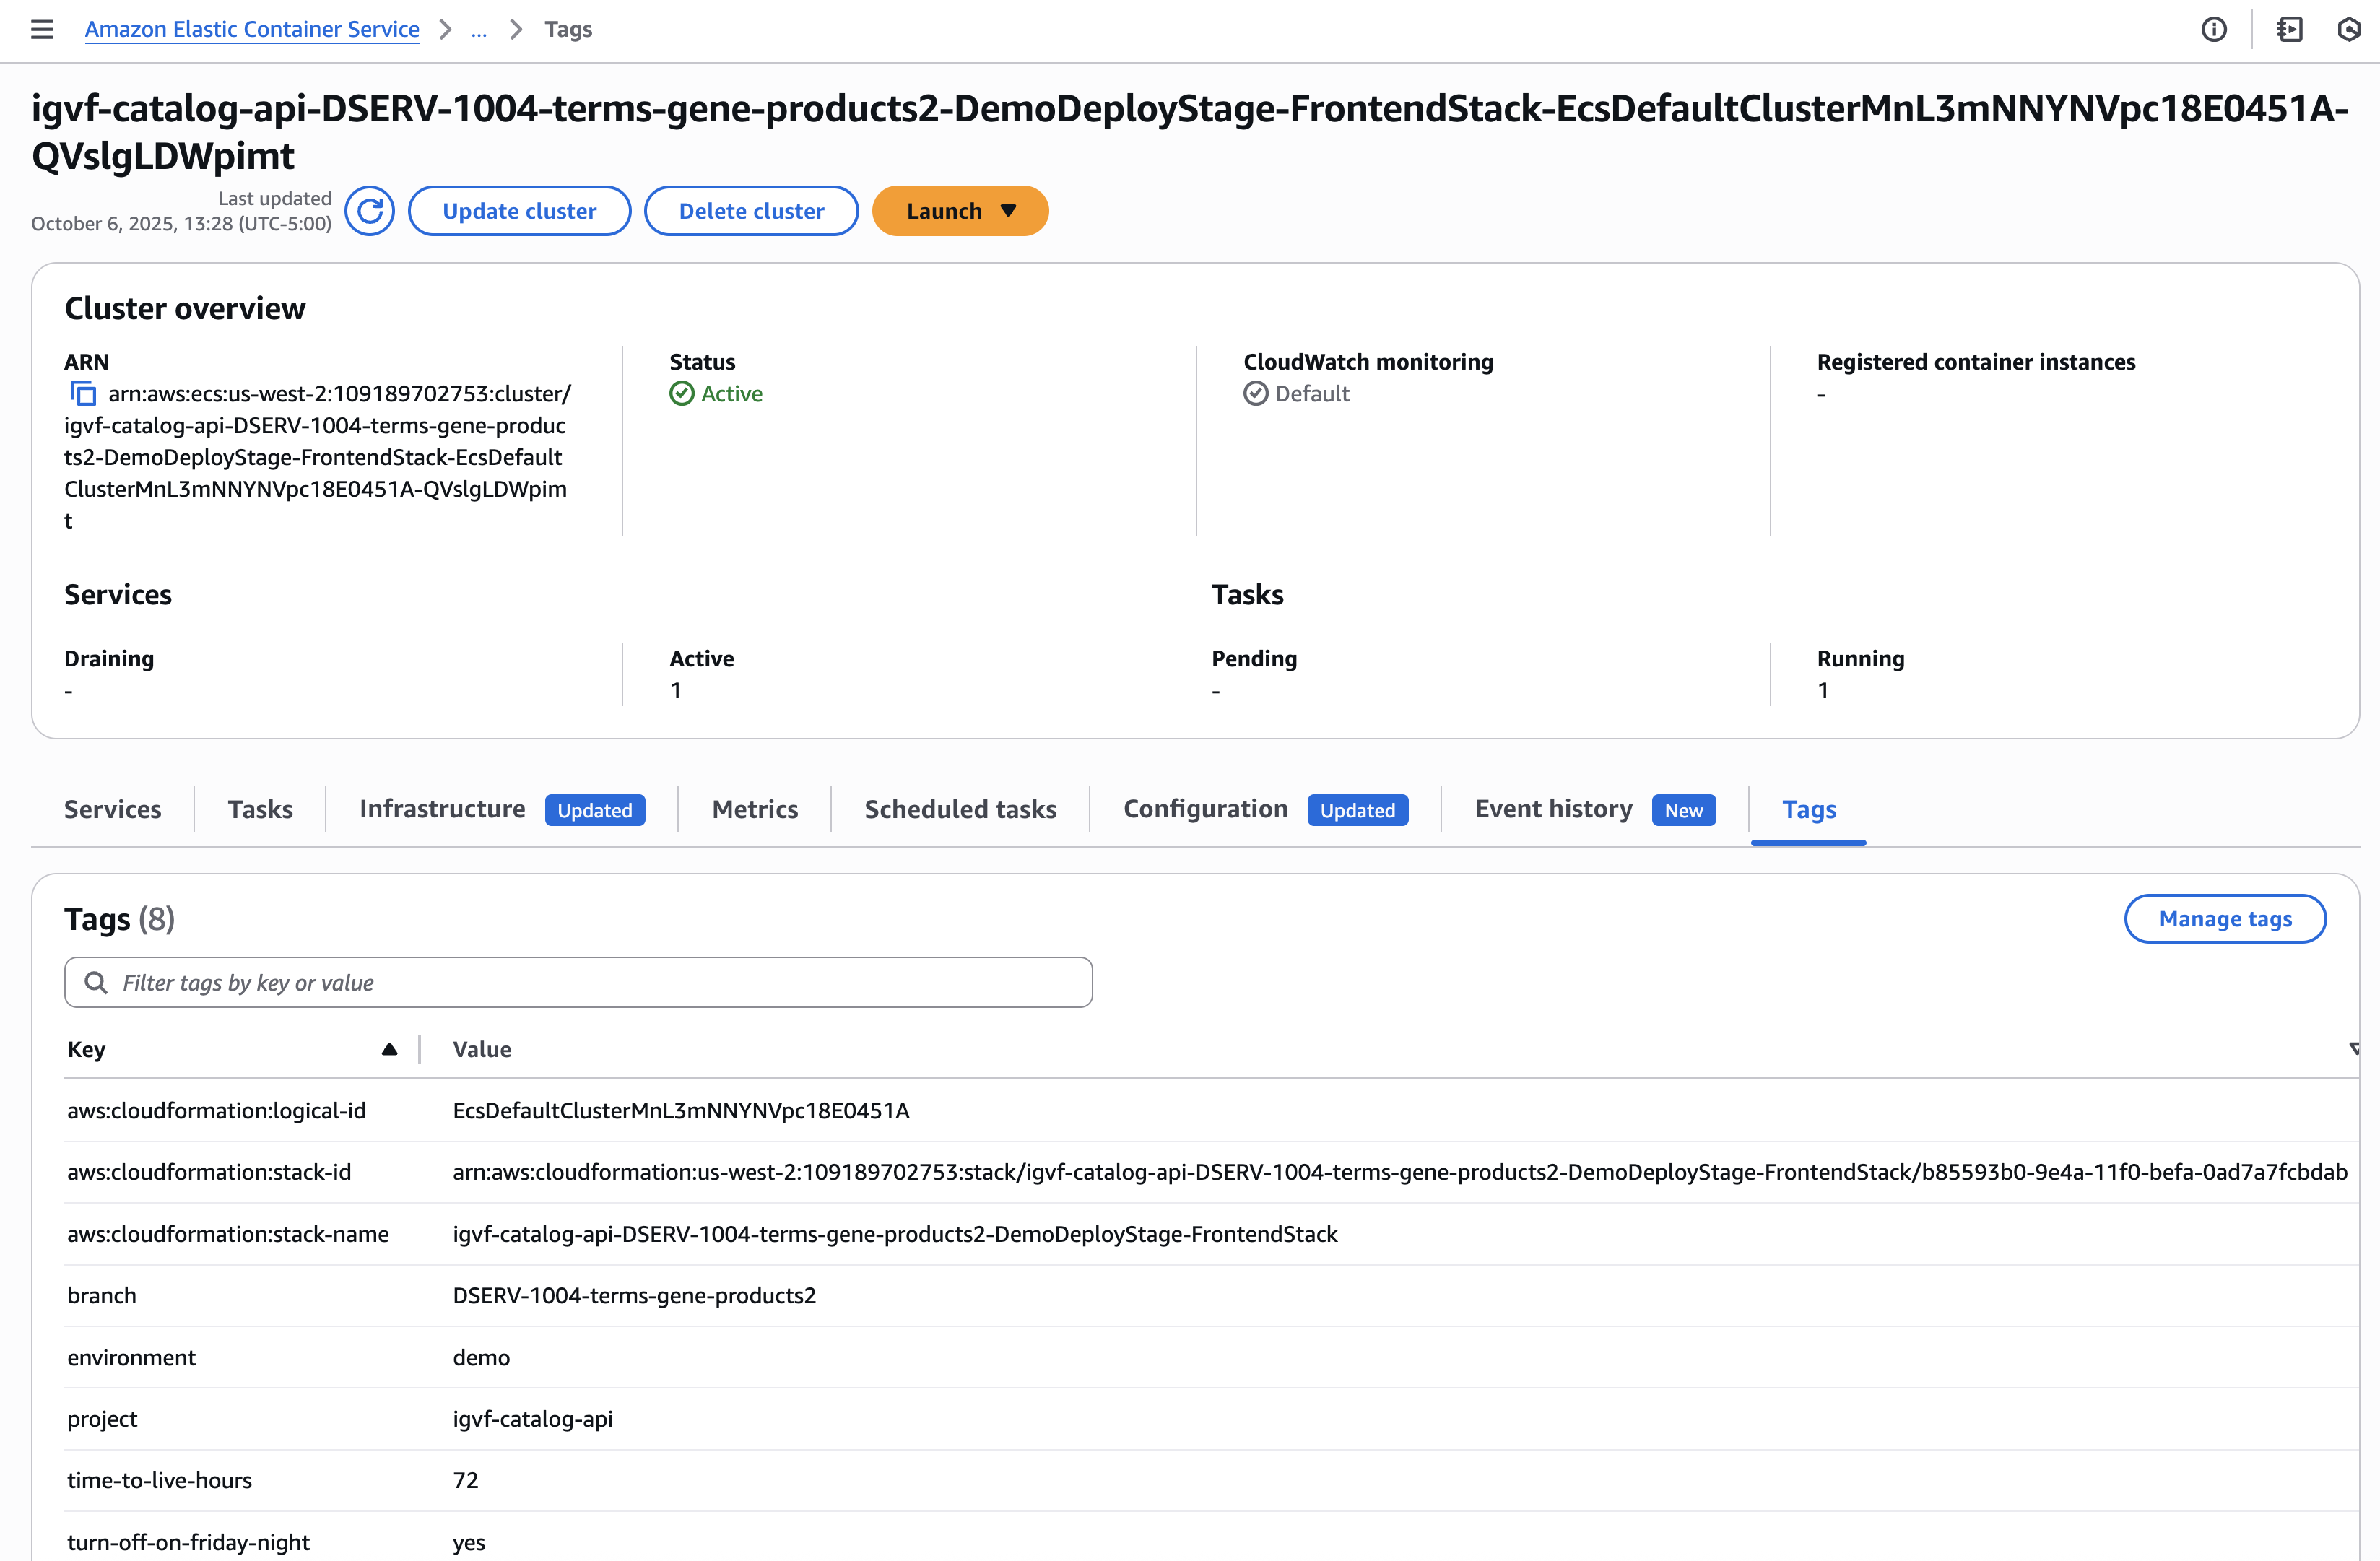 Amazon Elastic Container Service > ... > Tags
igvf-catalog-api-DSERV-1004-terms-gene-products2-DemoDeployStage-FrontendStack-EcsDefaultClusterMnL3mNNYNVpc18E0451A-
QVslgLDWpimt
Last updated
October 6, 2025, 13:28 (UTC-5:00)
Update cluster
Delete cluster
Launch
Cluster overview
ARN
arn:aws:ecs:us-west-2:109189702753:cluster/
igvf-catalog-api-DSERV-1004-terms-gene-produc
ts2-DemoDeployStage-FrontendStack-EcsDefault
ClusterMnL3mNNYNVpc18E0451A-QVslgLDWpim
t
Status
Active
CloudWatch monitoring
Default
Registered container instances
-
Services
Draining
-
Active
1
Tasks
Pending
-
Running
1
Services
Tasks
Infrastructure Updated
Metrics
Scheduled tasks
Configuration Updated
Event history New
Tags
Tags (8)
Manage tags
Filter tags by key or value
Key Value
aws:cloudformation:logical-id EcsDefaultClusterMnL3mNNYNVpc18E0451A
aws:cloudformation:stack-id arn:aws:cloudformation:us-west-2:109189702753:stack/igvf-catalog-api-DSERV-1004-terms-gene-products2-DemoDeployStage-FrontendStack/b85593b0-9e4a-11f0-befa-0ad7a7fcbdab
aws:cloudformation:stack-name igvf-catalog-api-DSERV-1004-terms-gene-products2-DemoDeployStage-FrontendStack
branch DSERV-1004-terms-gene-products2
environment demo
project igvf-catalog-api
time-to-live-hours 72
turn-off-on-friday-night yes